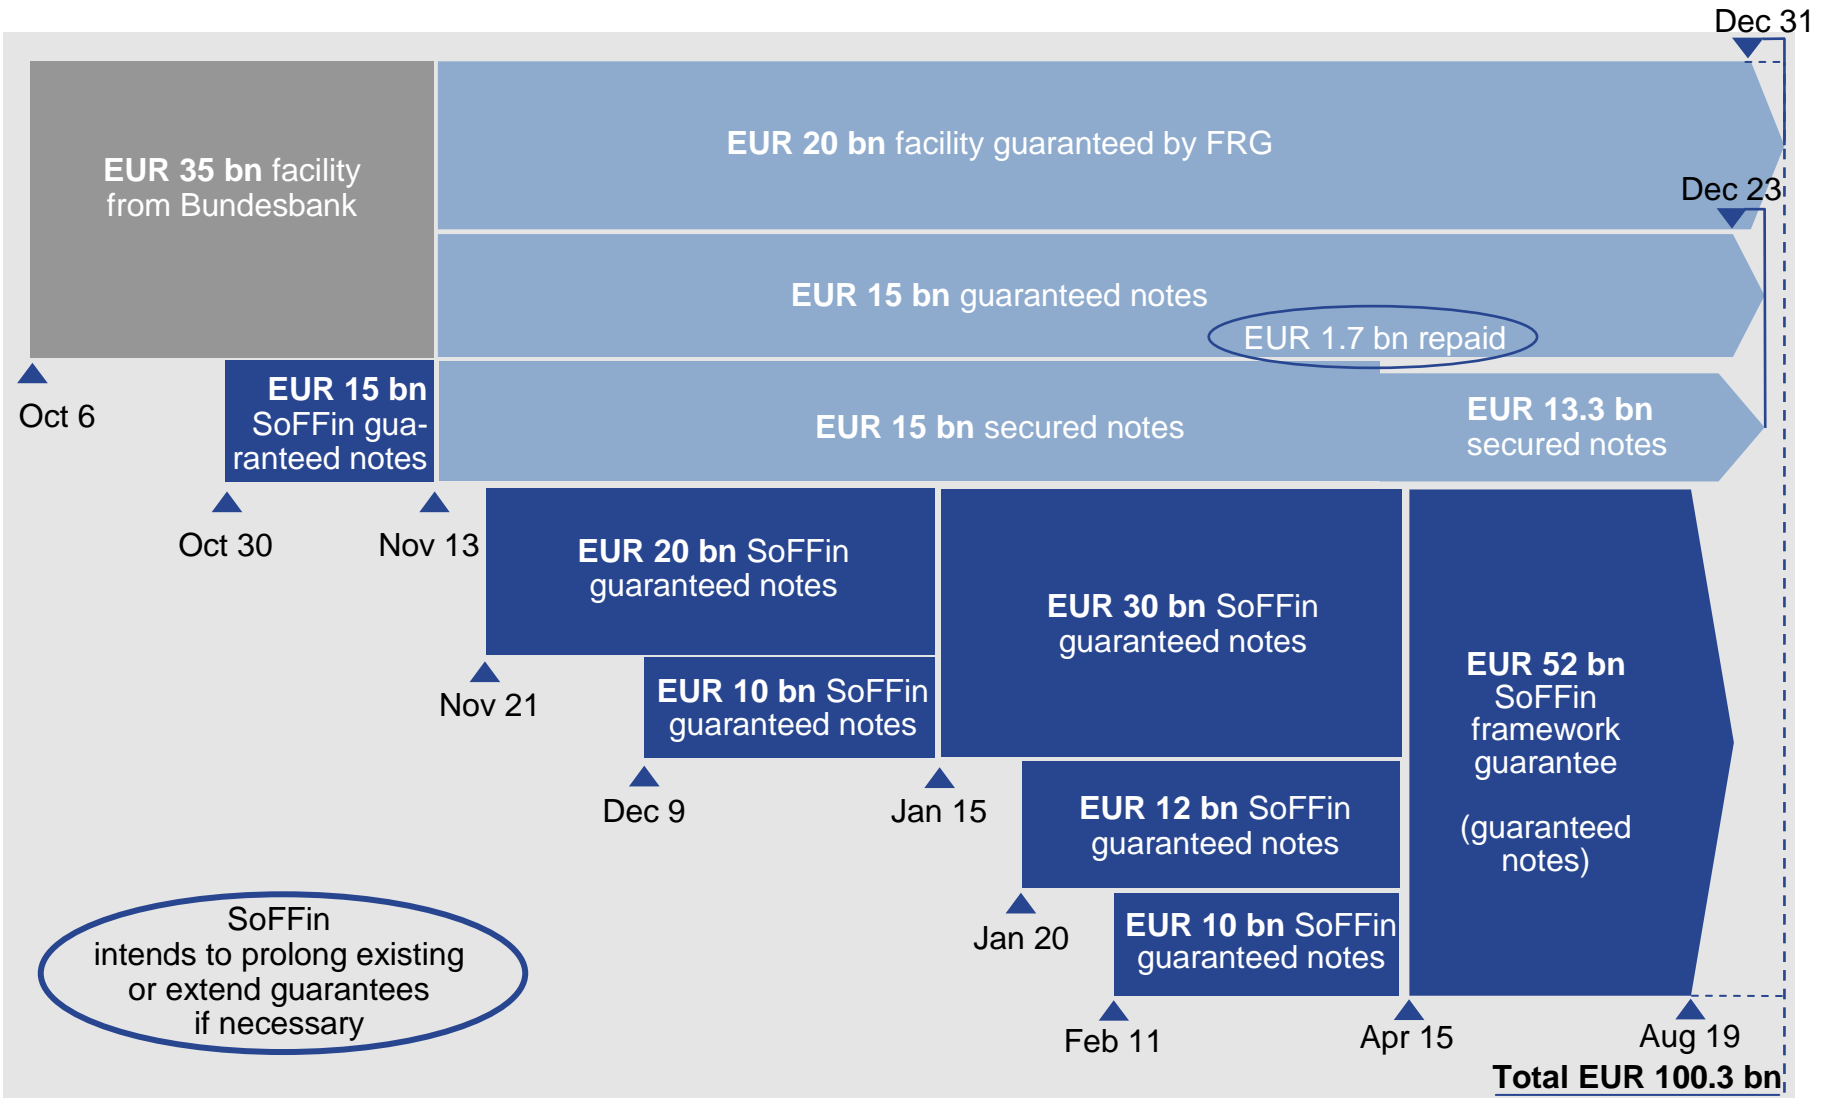 Dec 31
EUR 35 bn facility
from Bundesbank
EUR 20 bn facility guaranteed by FRG
Dec 23
EUR 15 bn guaranteed notes
EUR 1.7 bn repaid
Oct 6
EUR 15 bn
SoFFin gua-
ranteed notes
EUR 15 bn secured notes
EUR 13.3 bn
secured notes
Oct 30
Nov 13
EUR 20 bn SoFFin
guaranteed notes
EUR 30 bn SoFFin
guaranteed notes
EUR 52 bn
SoFFin
framework
guarantee
(guaranteed
notes)
Nov 21
EUR 10 bn SoFFin
guaranteed notes
Dec 9
Jan 15
EUR 12 bn SoFFin
guaranteed notes
Jan 20
EUR 10 bn SoFFin
guaranteed notes
SoFFin
intends to prolong existing
or extend guarantees
if necessary
Feb 11
Apr 15
Aug 19
Total EUR 100.3 bn